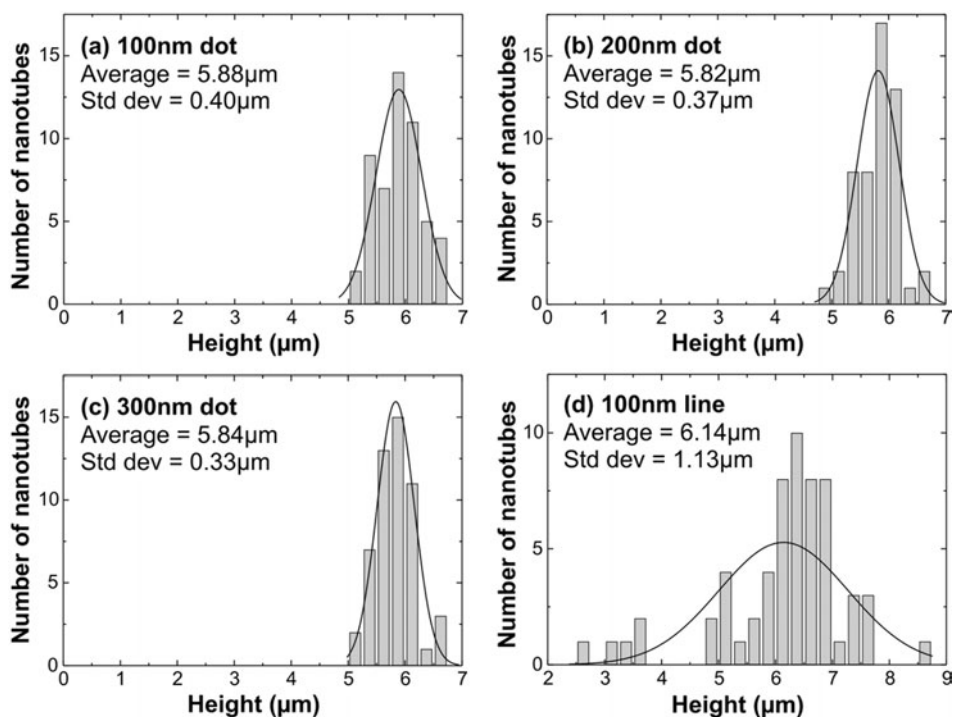 (a) 100nm dot
Average = 5.88µm
Std dev = 0.40µm
Number of nanotubes
15
10
5
0
0 1 2 3 4 5 6 7
Height (µm)
(b) 200nm dot
Average = 5.82µm
Std dev = 0.37µm
Number of nanotubes
15
10
5
0
2 3 4 5 6 7
Height (µm)
(c) 300nm dot
Average = 5.84µm
Std dev = 0.33µm
Number of nanotubes
15
10
5
0
0 1 2 3 4 5 6 7
Height (µm)
(d) 100nm line
Average = 6.14µm
Std dev = 1.13µm
Number of nanotubes
10
5
0
2 3 4 5 6 7 8 9
Height (µm)